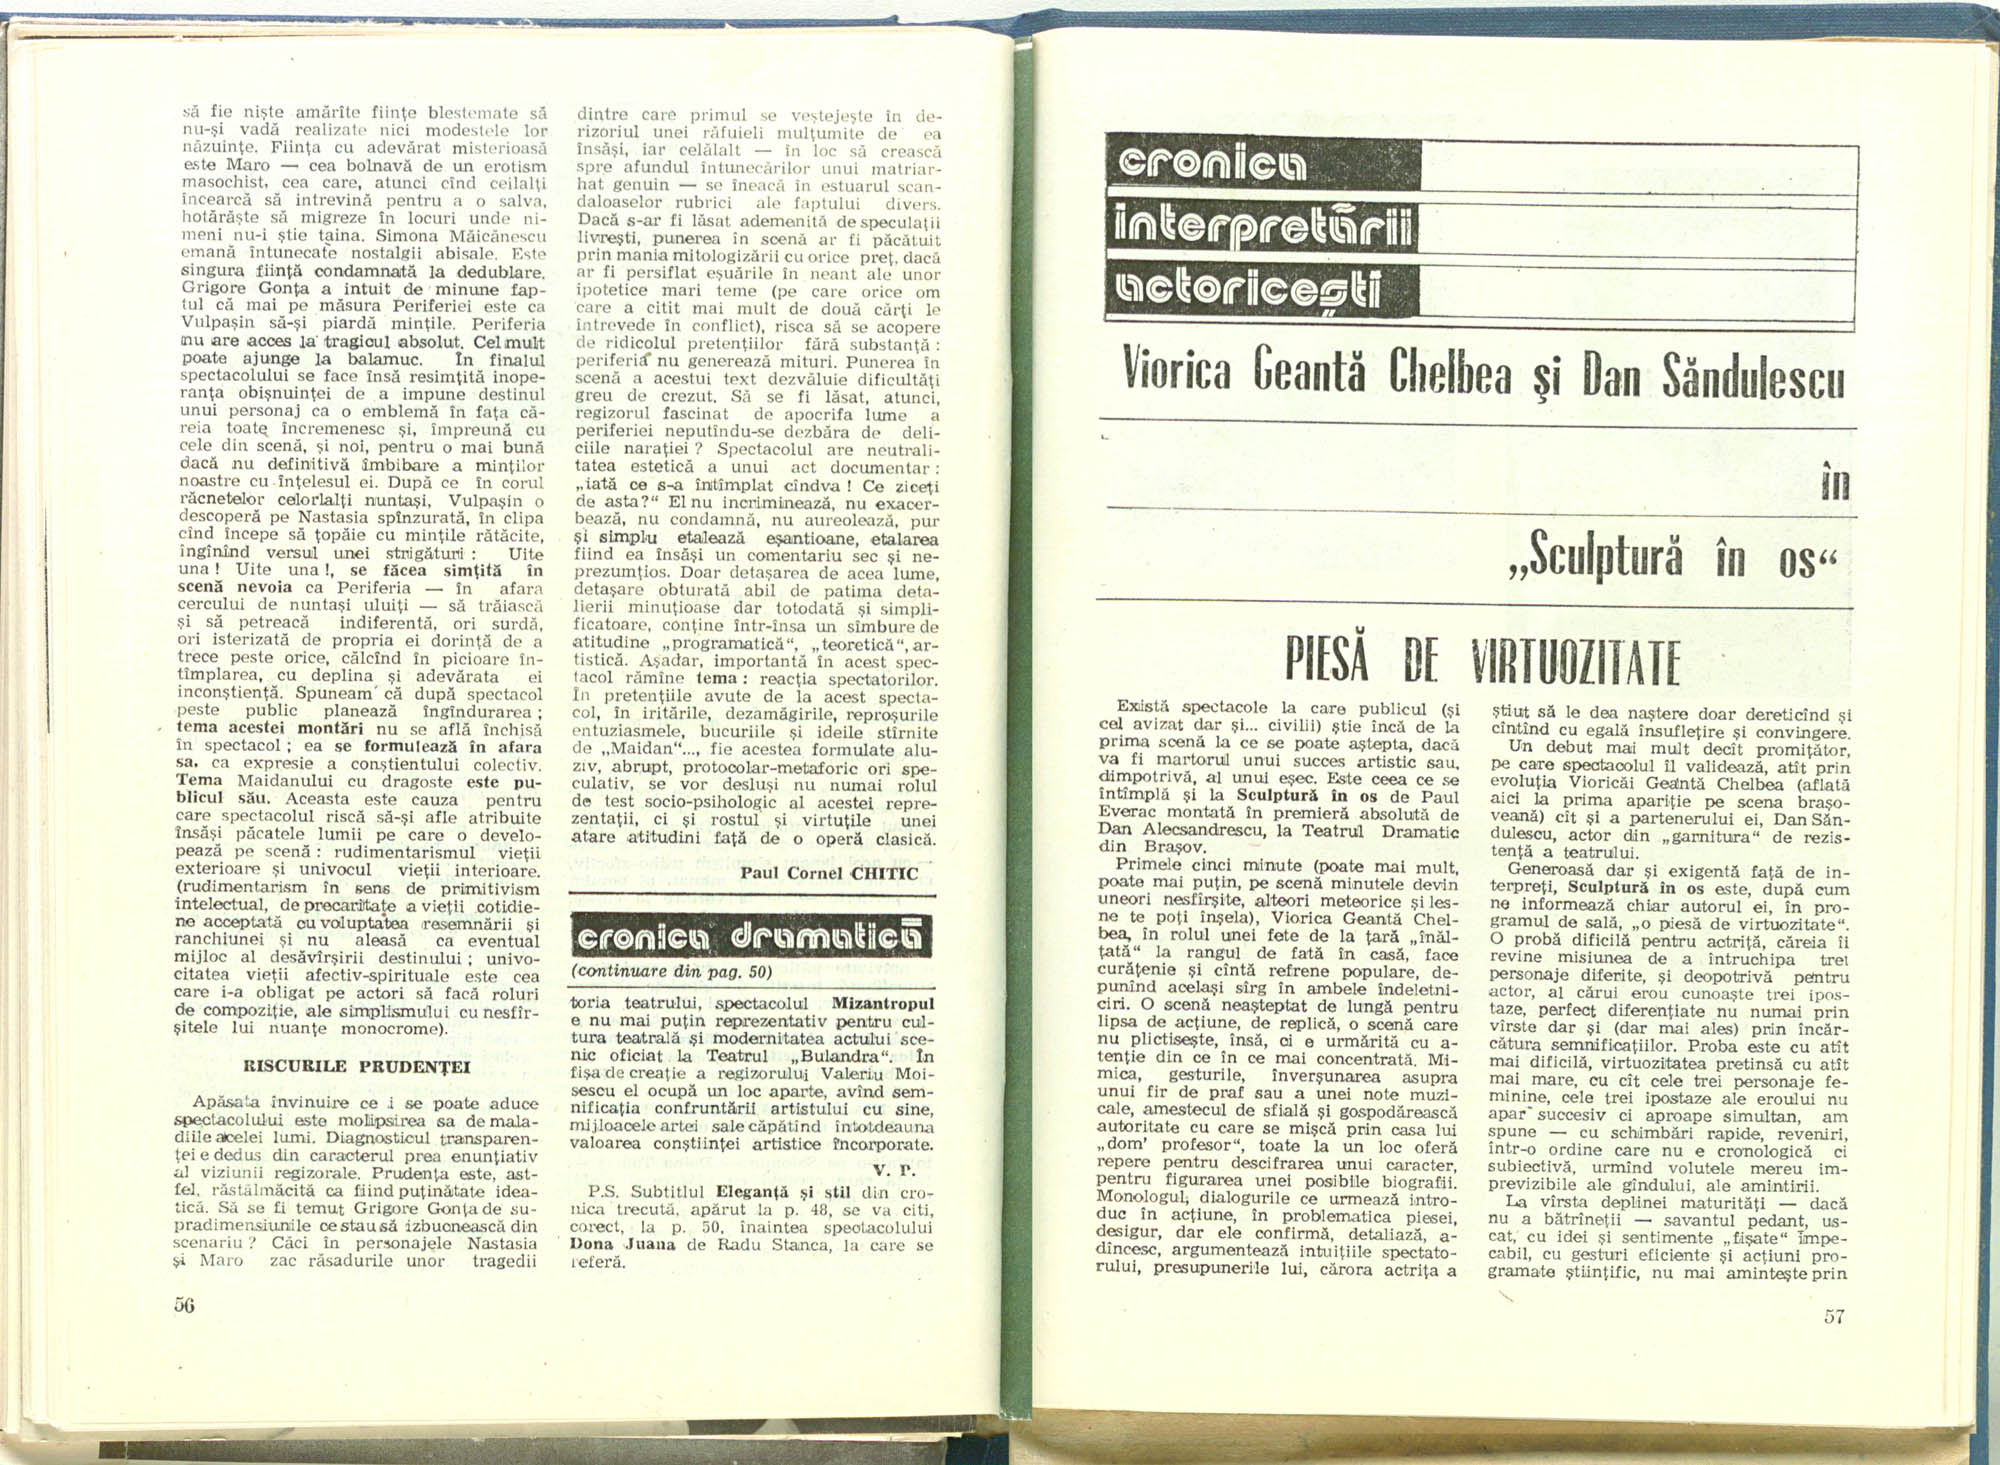 să fie niște amărîte ființe blestemate să
nu-și vadă realizate nici modestele lor
năzuințe. Ființa cu adevărat misterioasă
este Maro — cea bolnavă de un erotism
masochist, cea care, atunci cînd ceilalți
încearcă să intrevină pentru a o salva,
hotărăște să migreze în locuri unde ni-
meni nu-i știe taina. Simona Măicănescu
emană întunecate nostalgii abisale. Este
singura ființă condamnată la dedublare.
Grigore Gonța a intuit de minune fap-
tul că mai pe măsura Periferiei este ca
Vulpașin să-și piardă mințile. Periferia
nu are acces la tragicul absolut. Cel mult
poate ajunge la balamuc. În finalul
spectacolului se face însă resimțită inope-
ranța obișnuinței de a impune destinul
unui personaj ca o emblemă în fața că-
reia toate încremenesc și, împreună cu
cele din scenă, și noi, pentru o mai bună
dacă nu definitivă îmbibare a minților
noastre cu înțelesul ei. După ce în corul
răcnetelor celorlalți nuntași, Vulpașin o
descoperă pe Nastasia spînzurată, în clipa
cînd începe să țopăie cu mințile rătăcite,
îngînînd versul unei strigături : Uite
una ! Uite una !, se făcea simțită în
scenă nevoia ca Periferia — în afara
cercului de nuntași uluiți — să trăiască
și să petreacă indiferentă, ori surdă,
ori isterizată de propria ei dorință de a
trece peste orice, călcînd în picioare în-
tîmplarea, cu deplina și adevărata ei
inconștiență. Spuneam că după spectacol
peste public planează îngîndurarea ;
tema acestei montări nu se află închisă
în spectacol ; ea se formulează în afara
sa, ca expresie a conștientului colectiv.
Tema Maidanului cu dragoste este pu-
blicul său. Aceasta este cauza pentru
care spectacolul riscă să-și afle atribuite
însăși păcatele lumii pe care o develo-
pează pe scenă : rudimentarismul vieții
exterioare și univocul vieții interioare.
(rudimentarism în sens de primitivism
intelectual, de precaritate a vieții cotidie-
ne acceptată cu voluptatea resemnării și
ranchiunei și nu aleasă ca eventual
mijloc al desăvîrșirii destinului ; univo-
citatea vieții afectiv-spirituale este cea
care i-a obligat pe actori să facă roluri
de compoziție, ale simplismului cu nesfîr-
șitele lui nuanțe monocrome).
RISCURILE PRUDENȚEI
Apăsata învinuire ce i se poate aduce
spectacolului este molipsirea sa de mala-
diile acelei lumi. Diagnosticul transparen-
ței e dedus din caracterul prea enunțiativ
al viziunii regizorale. Prudența este, ast-
fel, răstălmăcită ca fiind puținătate idea-
tică. Să se fi temut Grigore Gonța de su-
pradimensiunile ce stau să izbucnească din
scenariu ? Căci în personajele Nastasia
și Maro zac răsadurile unor tragedii
56
dintre care primul se veștejește în de-
rizoriul unei răfuieli mulțumite de ea
însăși, iar celălalt — în loc să crească
spre afundul întunecărilor unui matriar-
hat genuin — se îneacă în estuarul scan-
daloaselor rubrici ale faptului divers.
Dacă s-ar fi lăsat ademenită de speculații
livrești, punerea în scenă ar fi păcătuit
prin mania mitologizării cu orice preț, dacă
ar fi persiflat eșuările în neant ale unor
ipotetice mari teme (pe care orice om
care a citit mai mult de două cărți le
întrevede în conflict), risca să se acopere
de ridicolul pretențiilor fără substanță :
periferia nu generează mituri. Punerea în
scenă a acestui text dezvăluie dificultăți
greu de crezut. Să se fi lăsat, atunci,
regizorul fascinat de apocrifa lume a
periferiei neputîndu-se dezbăra de deli-
ciile narației ? Spectacolul are neutrali-
tatea estetică a unui act documentar :
„iată ce s-a întîmplat cîndva ! Ce ziceți
de asta?“ El nu incriminează, nu exacer-
bează, nu condamnă, nu aureolează, pur
și simplu etalează eșantioane, etalarea
fiind ea însăși un comentariu sec și ne-
prezumțios. Doar detașarea de acea lume,
detașare obturată abil de patima deta-
lierii minuțioase dar totodată și simpli-
ficatoare, conține într-însa un sîmbure de
atitudine „programatică“, „teoretică“, ar-
tistică. Așadar, importantă în acest spec-
tacol rămîne tema : reacția spectatorilor.
În pretențiile avute de la acest specta-
col, în iritările, dezamăgirile, reproșurile
entuziasmele, bucuriile și ideile stîrnite
de „Maidan“..., fie acestea formulate alu-
ziv, abrupt, protocolar-metaforic ori spe-
culativ, se vor desluși nu numai rolul
de test socio-psihologic al acestei repre-
zentații, ci și rostul și virtuțile unei
atare atitudini față de o operă clasică.
Paul Cornel CHITIC
cronica dramatică
(continuare din pag. 50)
toria teatrului, spectacolul Mizantropul
e nu mai puțin reprezentativ pentru cul-
tura teatrală și modernitatea actului sce-
nic oficiat la Teatrul „Bulandra“. În
fișa de creație a regizorului Valeriu Moi-
sescu el ocupă un loc aparte, avînd sem-
nificația confruntării artistului cu sine,
mijloacele artei sale căpătînd întotdeauna
valoarea conștiinței artistice încorporate.
V. P.
P.S. Subtitlul Eleganță și stil din cro-
nica trecută, apărut la p. 48, se va citi,
corect, la p. 50, înaintea spectacolului
Dona Juana de Radu Stanca, la care se
referă.
cronica
interpretării
actoricești
Viorica Geantă Chelbea și Dan Săndulescu
în
„Sculptură în os“
PIESĂ DE VIRTUOZITATE
Există spectacole la care publicul (și
cel avizat dar și... civilii) știe încă de la
prima scenă la ce se poate aștepta, dacă
va fi martorul unui succes artistic sau,
dimpotrivă, al unui eșec. Este ceea ce se
întîmplă și la Sculptură în os de Paul
Everac montată în premieră absolută de
Dan Alecsandrescu, la Teatrul Dramatic
din Brașov.
Primele cinci minute (poate mai mult,
poate mai puțin, pe scenă minutele devin
uneori nesfîrșite, alteori meteorice și les-
ne te poți înșela), Viorica Geantă Chel-
bea, în rolul unei fete de la țară „înăl-
țată“ la rangul de fată în casă, face
curățenie și cîntă refrene populare, de-
punînd același sîrg în ambele îndeletni-
ciri. O scenă neașteptat de lungă pentru
lipsa de acțiune, de replică, o scenă care
nu plictisește, însă, ci e urmărită cu a-
tenție din ce în ce mai concentrată. Mi-
mica, gesturile, înverșunarea asupra
unui fir de praf sau a unei note muzi-
cale, amestecul de sfială și gospodărească
autoritate cu care se mișcă prin casa lui
„dom' profesor“, toate la un loc oferă
repere pentru descifrarea unui caracter,
pentru figurarea unei posibile biografii.
Monologul, dialogurile ce urmează intro-
duc în acțiune, în problematica piesei,
desigur, dar ele confirmă, detaliază, a-
dîncesc, argumentează intuițiile spectato-
rului, presupunerile lui, cărora actrița a
știut să le dea naștere doar dereticînd și
cîntînd cu egală însuflețire și convingere.
Un debut mai mult decît promițător,
pe care spectacolul îl validează, atît prin
evoluția Vioricăi Geantă Chelbea (aflată
aici la prima apariție pe scena brașo-
veană) cît și a partenerului ei, Dan Săn-
dulescu, actor din „garnitura“ de rezis-
tență a teatrului.
Generoasă dar și exigentă față de in-
terpreți, Sculptură în os este, după cum
ne informează chiar autorul ei, în pro-
gramul de sală, „o piesă de virtuozitate“.
O probă dificilă pentru actriță, căreia îi
revine misiunea de a întruchipa trei
personaje diferite, și deopotrivă pentru
actor, al cărui erou cunoaște trei ipos-
taze, perfect diferențiate nu numai prin
vîrste dar și (dar mai ales) prin încăr-
cătura semnificațiilor. Proba este cu atît
mai dificilă, virtuozitatea pretinsă cu atît
mai mare, cu cît cele trei personaje fe-
minine, cele trei ipostaze ale eroului nu
apar succesiv ci aproape simultan, am
spune — cu schimbări rapide, reveniri,
într-o ordine care nu e cronologică ci
subiectivă, urmînd volutele mereu im-
previzibile ale gîndului, ale amintirii.
La vîrsta deplinei maturități — dacă
nu a bătrîneții — savantul pedant, us-
cat, cu idei și sentimente „fișate“ impe-
cabil, cu gesturi eficiente și acțiuni pro-
gramate științific, nu mai amintește prin
57